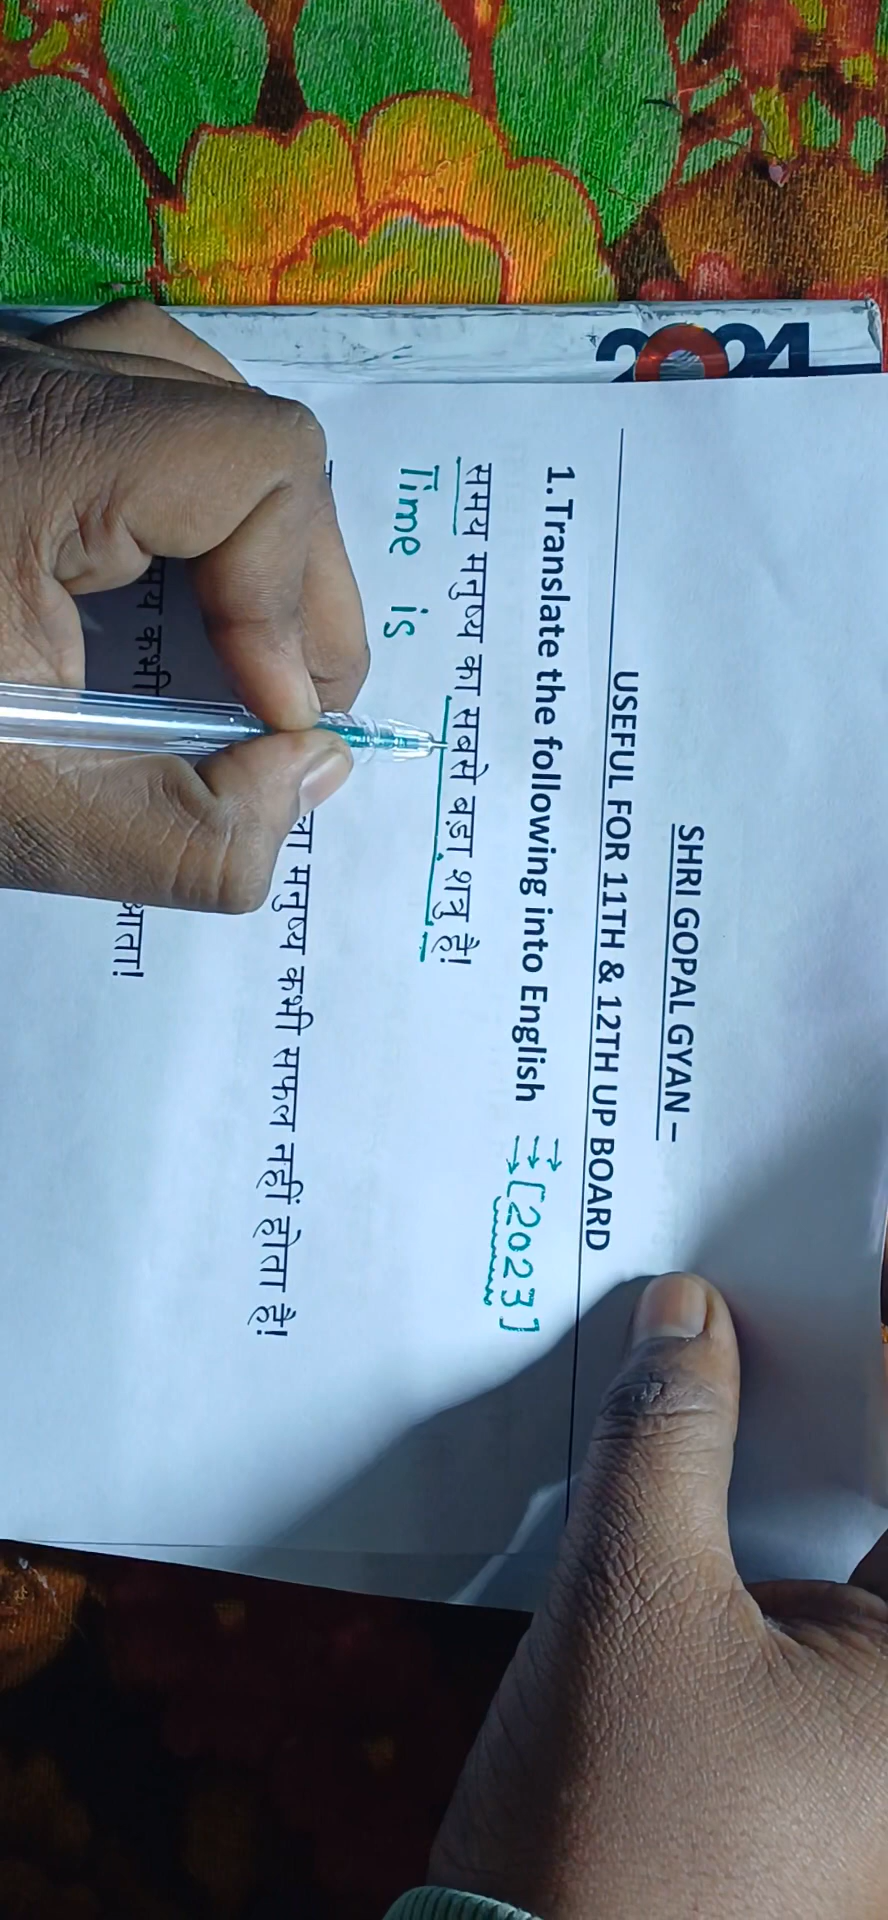 2024
SHRI GOPAL GYAN –
USEFUL FOR 11TH & 12TH UP BOARD
1.Translate the following into English →→→ [2023]
समय मनुष्य का सबसे बड़ा शत्रु है!
Time is
मनुष्य कभी सफल नहीं होता है!
कभी